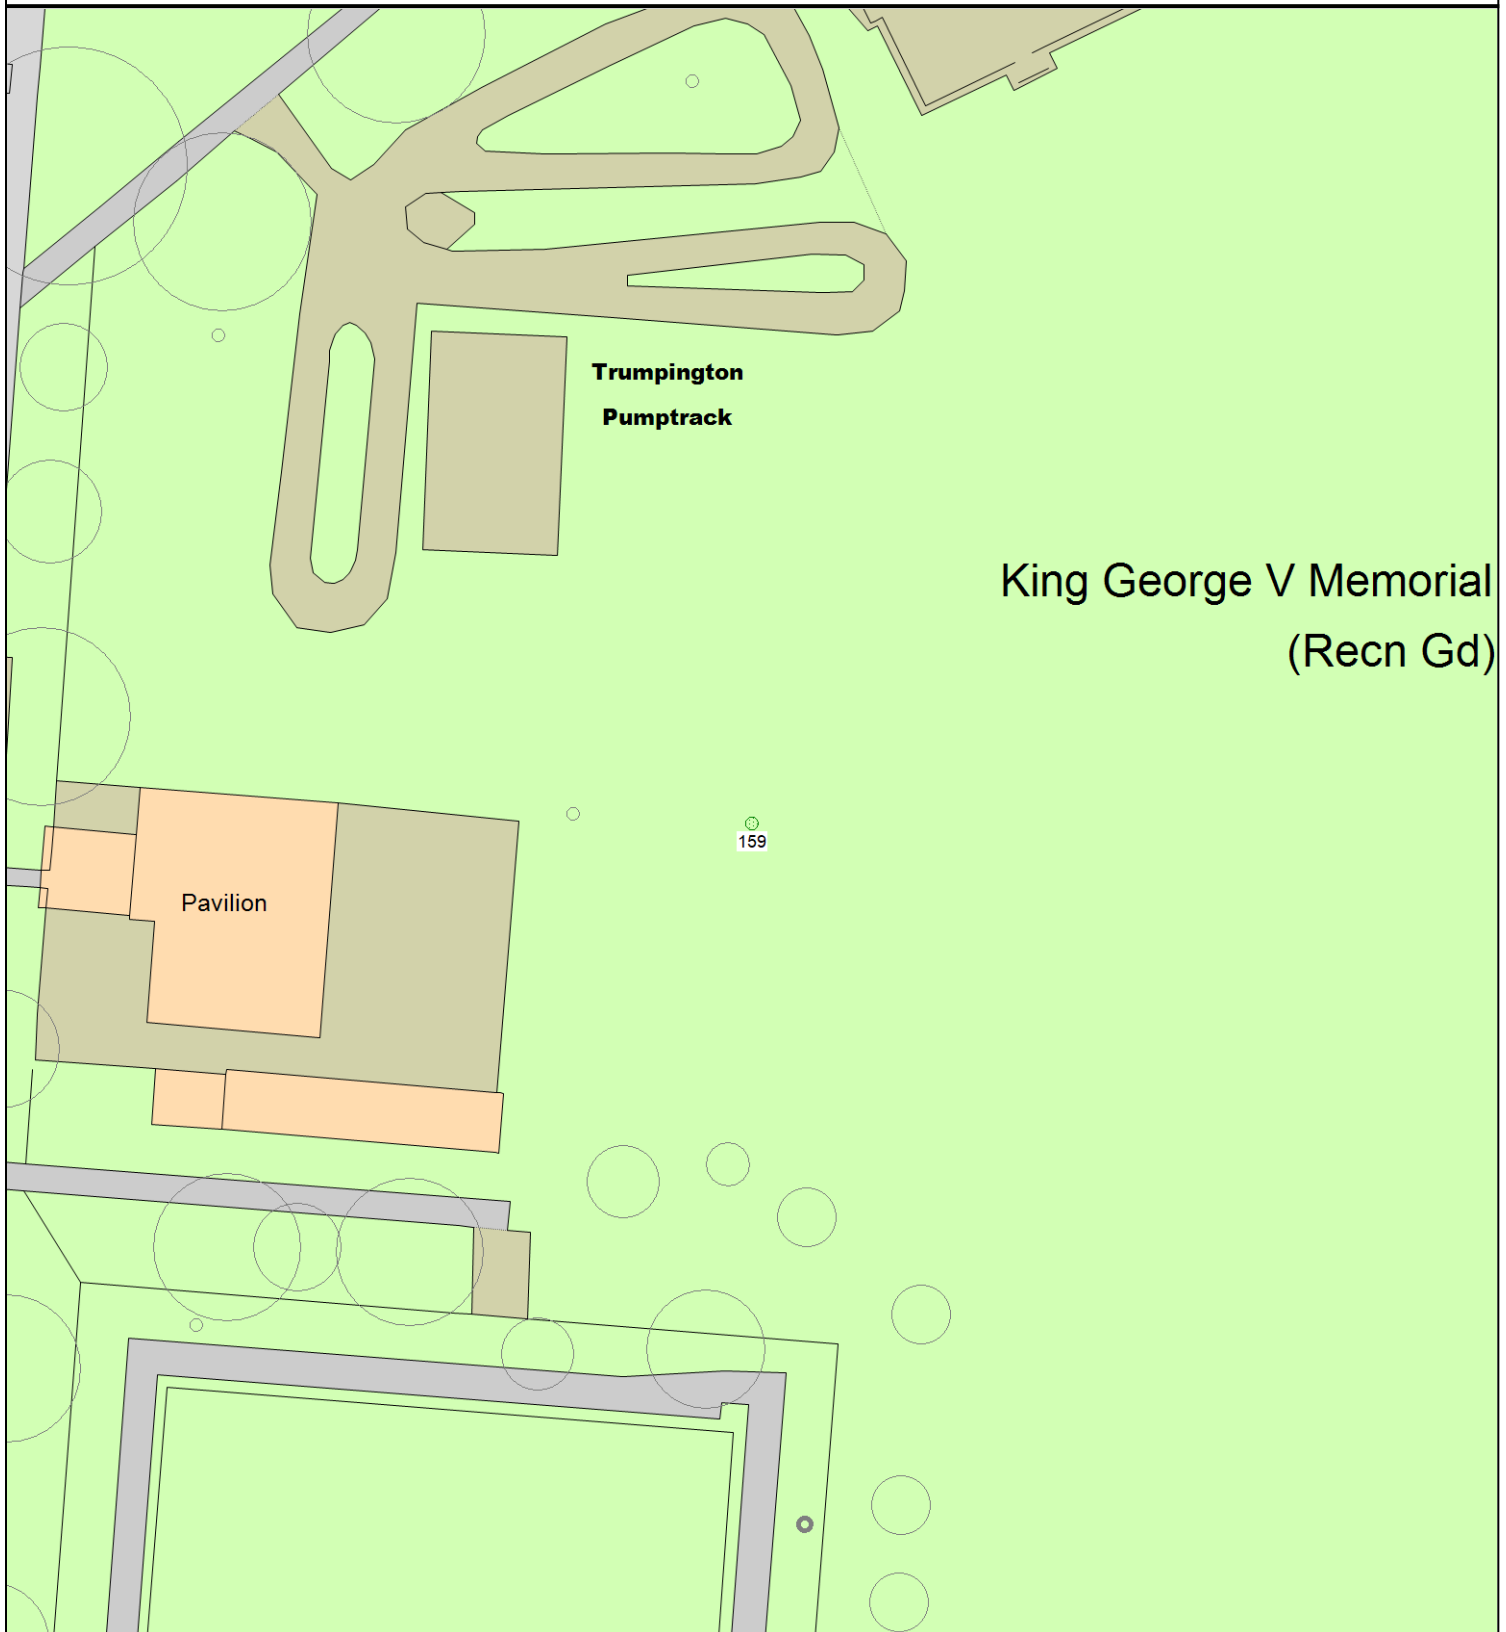 Trumpington
Pumptrack
King George V Memorial
(Recn Gd)
159
Pavilion